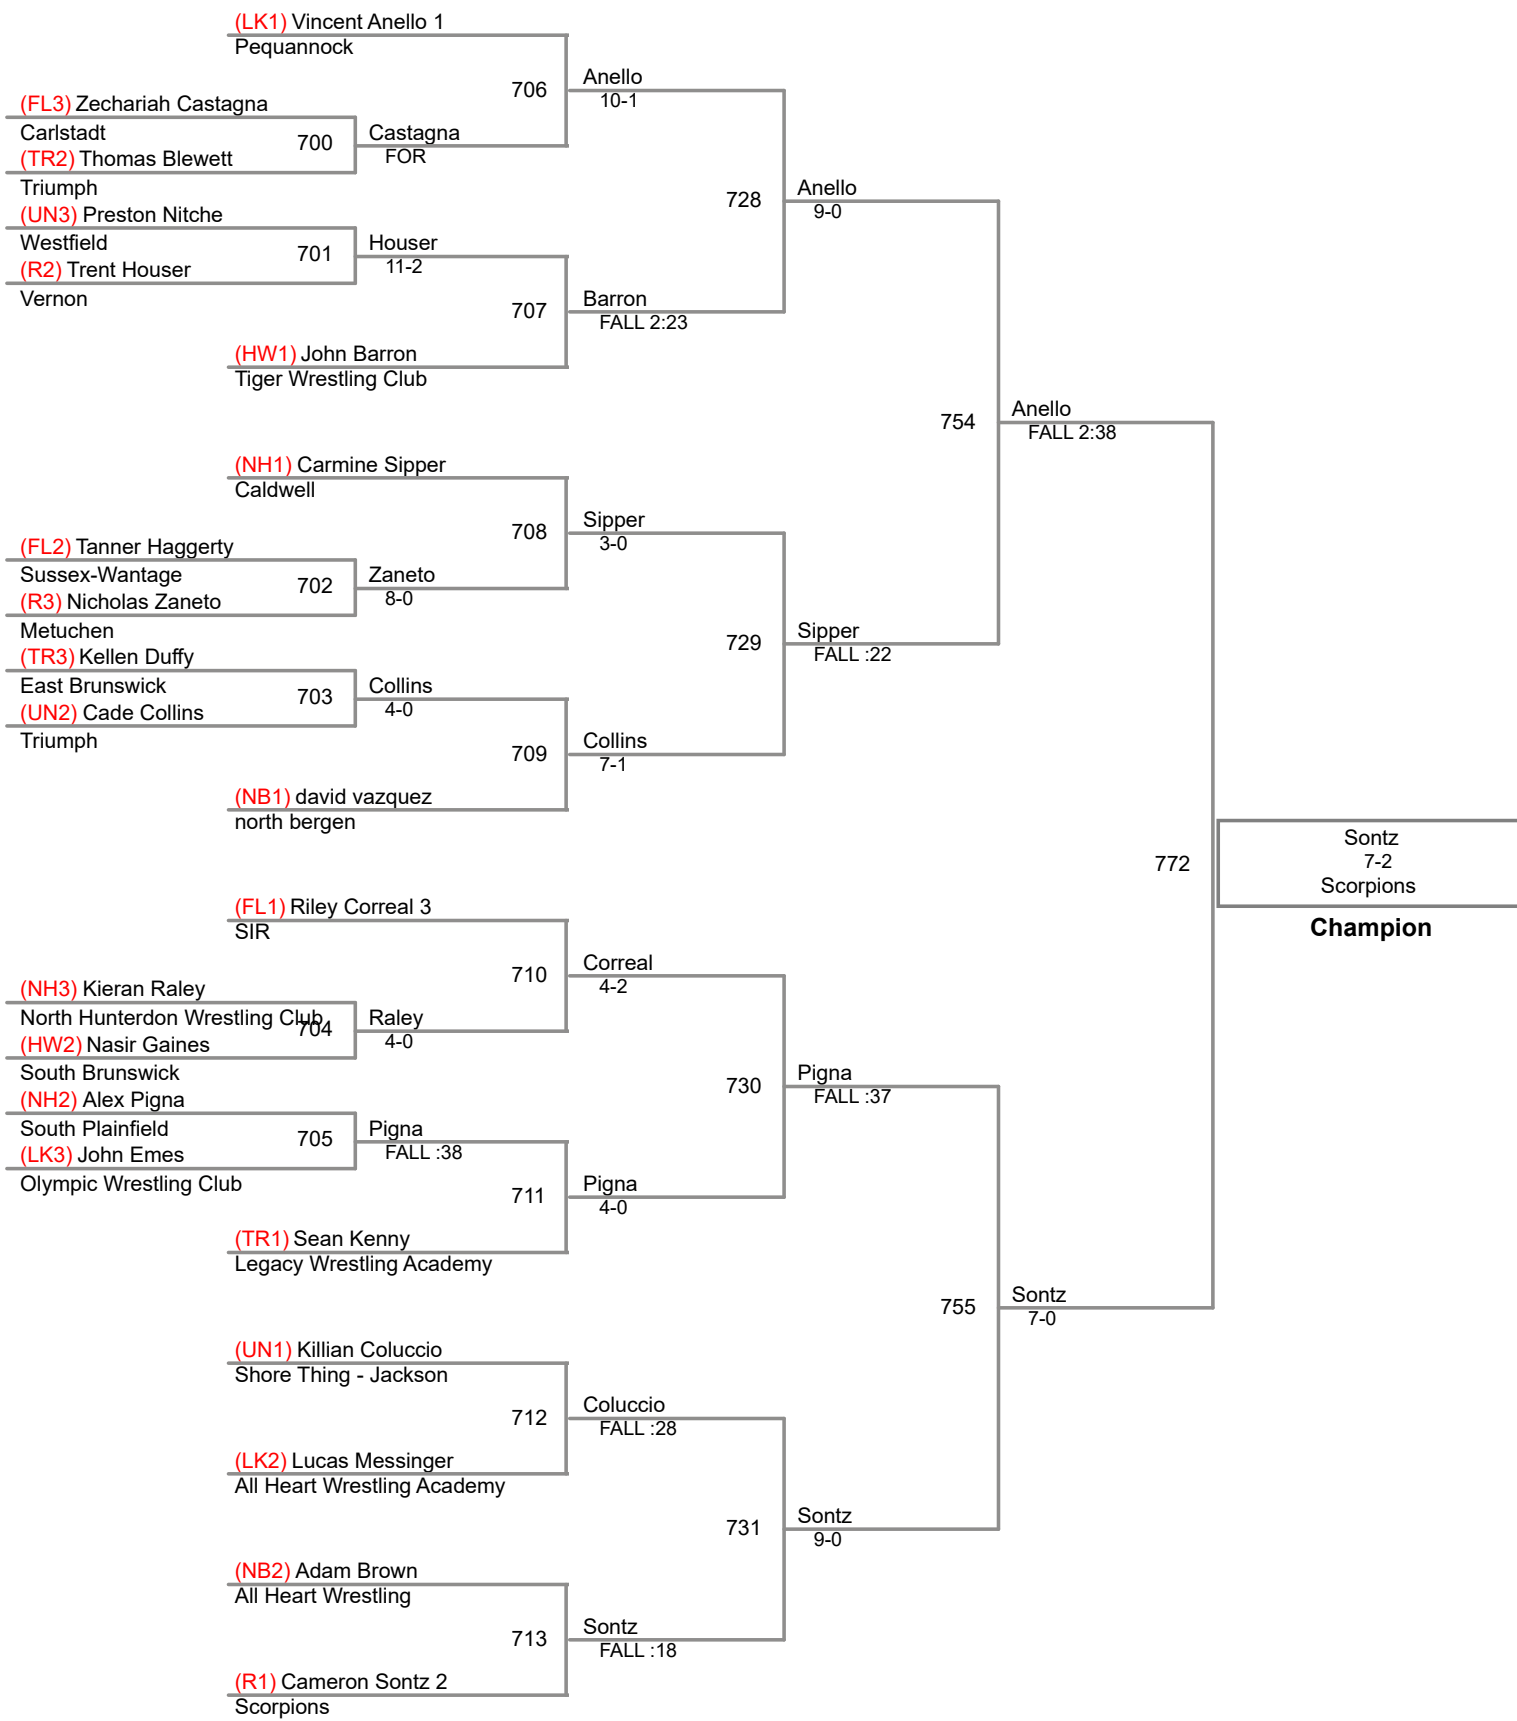 (LK1) Vincent Anello 1
Pequannock
706
Anello
10-1
(FL3) Zechariah Castagna
Carlstadt
700
Castagna
FOR
(TR2) Thomas Blewett
Triumph
728
Anello
9-0
(UN3) Preston Nitche
Westfield
701
Houser
11-2
(R2) Trent Houser
Vernon
707
Barron
FALL 2:23
(HW1) John Barron
Tiger Wrestling Club
754
Anello
FALL 2:38
(NH1) Carmine Sipper
Caldwell
708
Sipper
3-0
(FL2) Tanner Haggerty
Sussex-Wantage
702
Zaneto
8-0
(R3) Nicholas Zaneto
Metuchen
729
Sipper
FALL :22
(TR3) Kellen Duffy
East Brunswick
703
Collins
4-0
(UN2) Cade Collins
Triumph
709
Collins
7-1
(NB1) david vazquez
north bergen
772
Sontz
7-2
Scorpions
Champion
(FL1) Riley Correal 3
SIR
710
Correal
4-2
(NH3) Kieran Raley
North Hunterdon Wrestling Club
704
Raley
4-0
(HW2) Nasir Gaines
South Brunswick
730
Pigna
FALL :37
(NH2) Alex Pigna
South Plainfield
705
Pigna
FALL :38
(LK3) John Emes
Olympic Wrestling Club
711
Pigna
4-0
(TR1) Sean Kenny
Legacy Wrestling Academy
755
Sontz
7-0
(UN1) Killian Coluccio
Shore Thing - Jackson
712
Coluccio
FALL :28
(LK2) Lucas Messinger
All Heart Wrestling Academy
731
Sontz
9-0
(NB2) Adam Brown
All Heart Wrestling
713
Sontz
FALL :18
(R1) Cameron Sontz 2
Scorpions